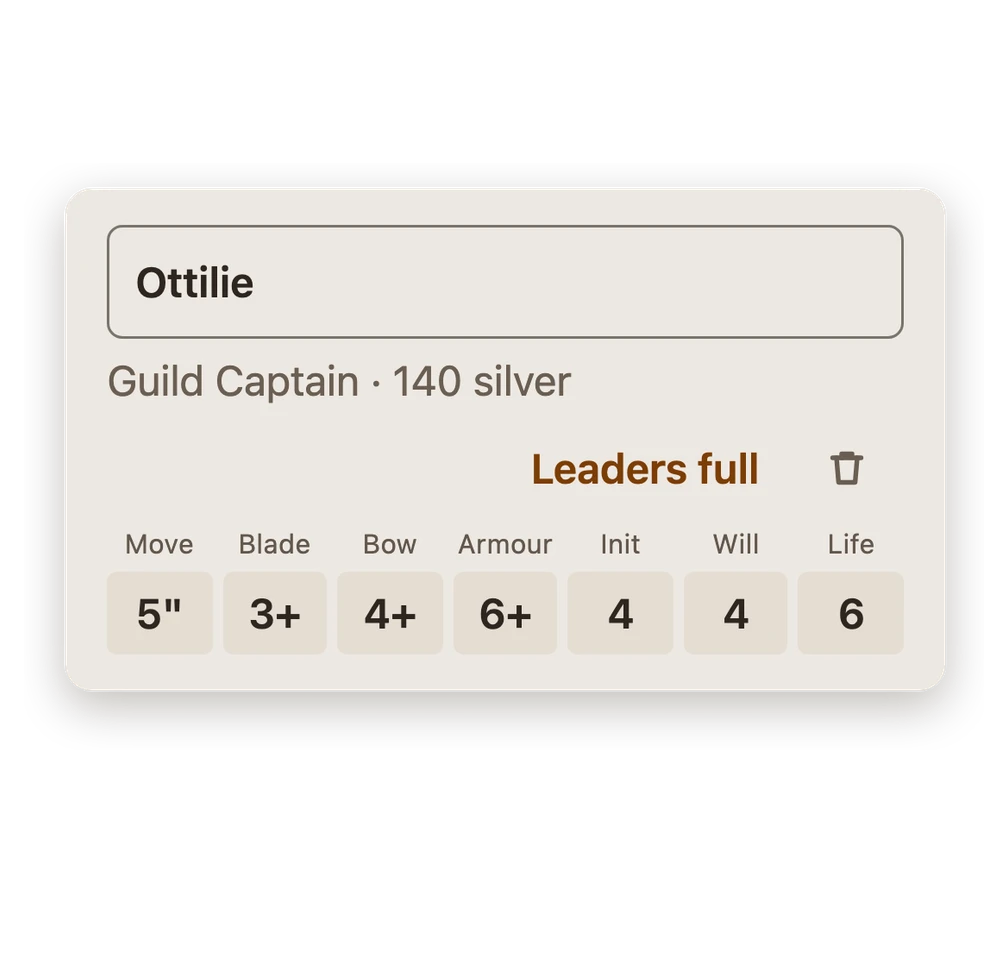 Ottilie
Guild Captain · 140 silver
Leaders full
Move Blade Bow Armour Init Will Life
5" 3+ 4+ 6+ 4 4 6